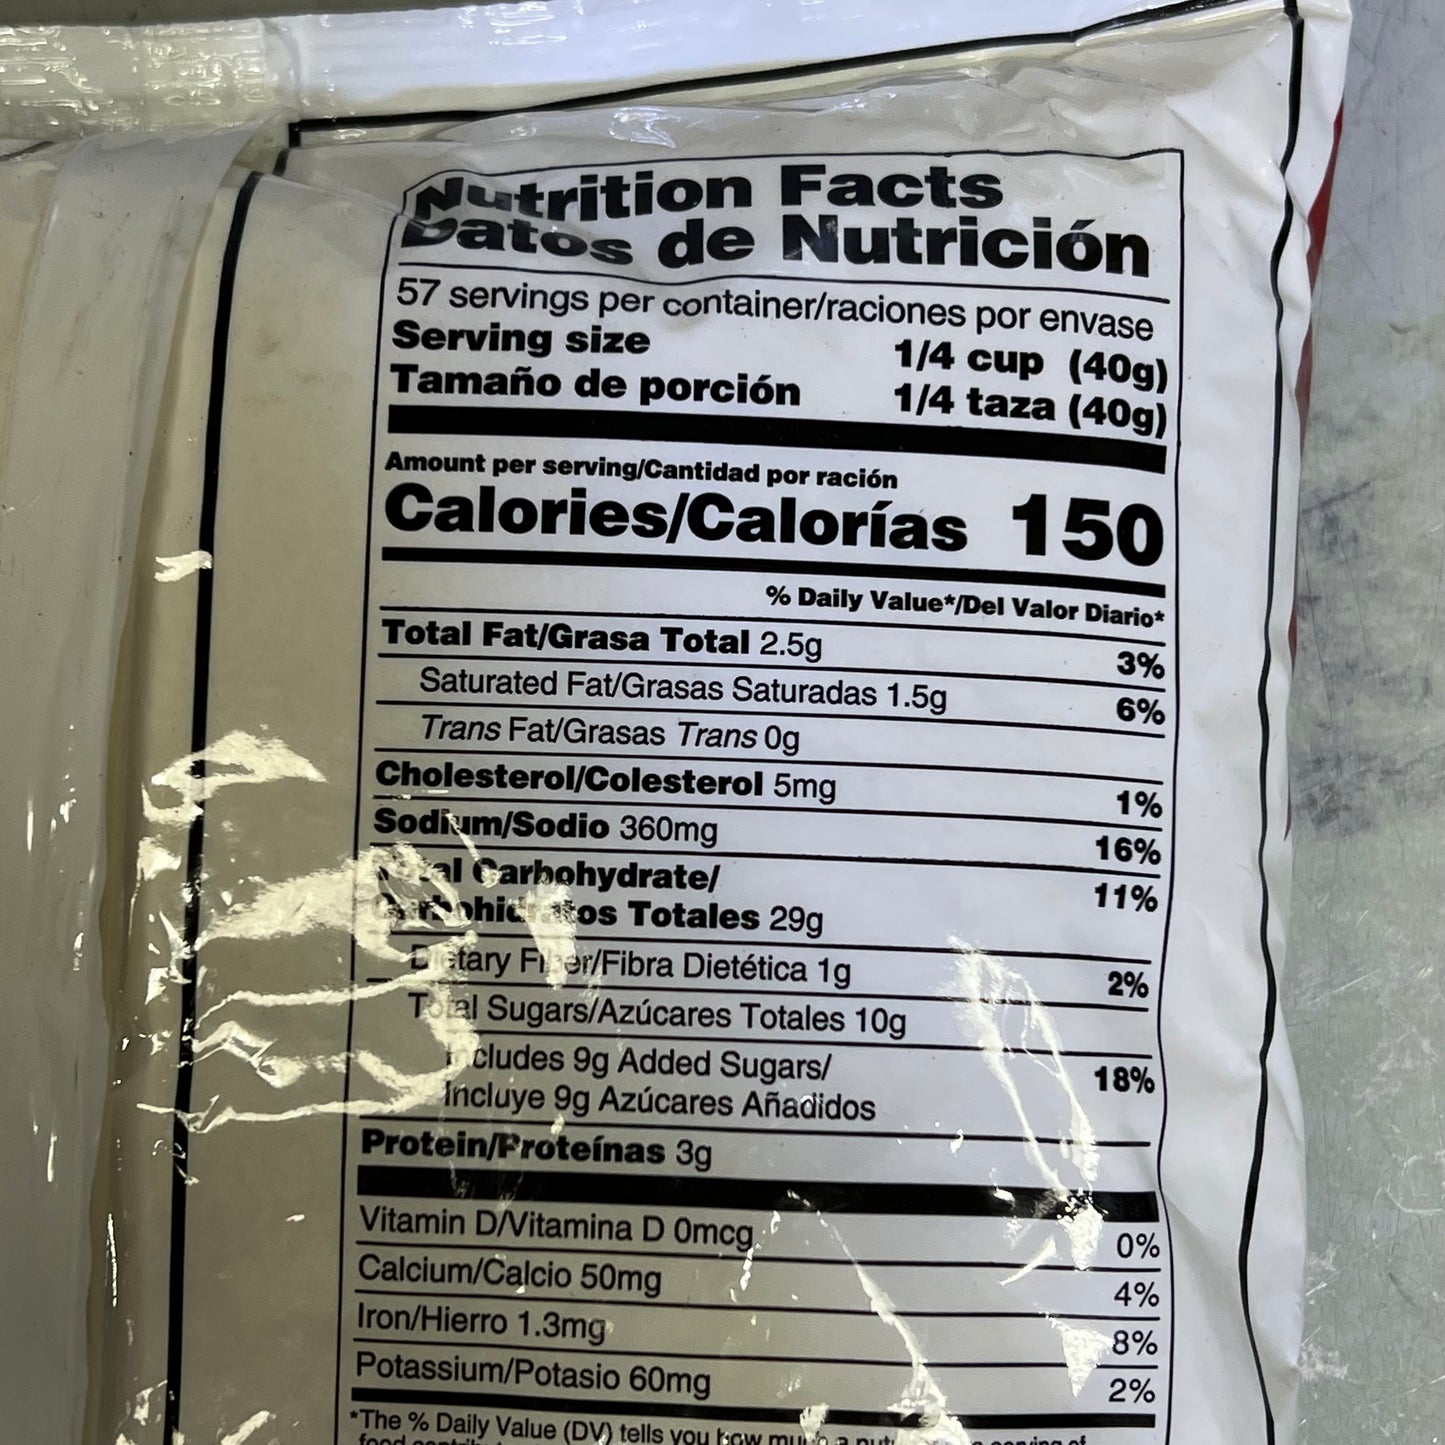 Nutrition Facts
Datos de Nutrición
57 servings per container/raciones por envase
Serving size 1/4 cup (40g)
Tamaño de porción 1/4 taza (40g)
Amount per serving/Cantidad por ración
Calories/Calorías 150
% Daily Value*/Del Valor Diario*
Total Fat/Grasa Total 2.5g 3%
Saturated Fat/Grasas Saturadas 1.5g 6%
Trans Fat/Grasas Trans 0g
Cholesterol/Colesterol 5mg 1%
Sodium/Sodio 360mg 16%
Total Carbohydrate/ 11%
Carbohidratos Totales 29g
Dietary Fiber/Fibra Dietética 1g 2%
Total Sugars/Azúcares Totales 10g
Includes 9g Added Sugars/ 18%
Incluye 9g Azúcares Añadidos
Protein/Proteínas 3g
Vitamin D/Vitamina D 0mcg 0%
Calcium/Calcio 50mg 4%
Iron/Hierro 1.3mg 8%
Potassium/Potasio 60mg 2%
*The % Daily Value (DV) tells you how much a
food